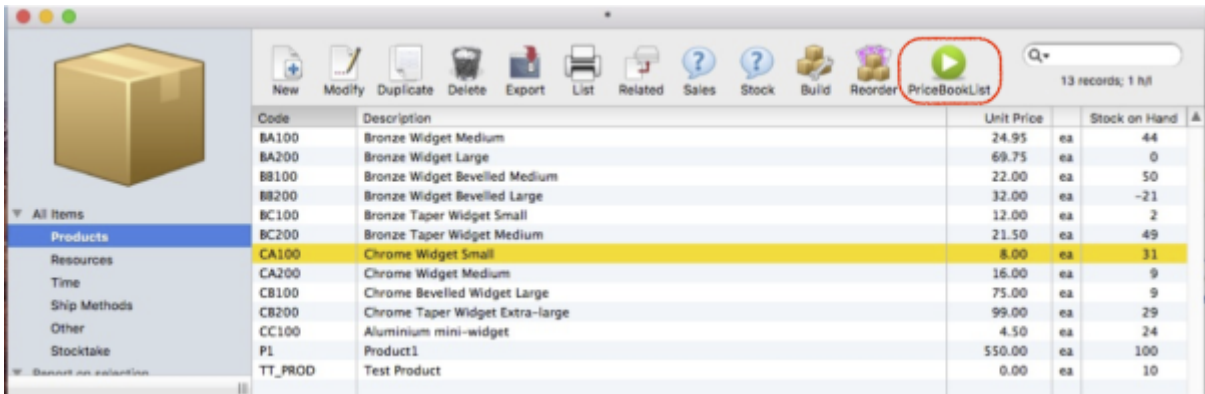 New Modify Duplicate Delete Export List Related Sales Stock Build Reorder PriceBookList
13 records; 1 h/l
Code Description Unit Price Stock on Hand
BA100 Bronze Widget Medium 24.95 ea 44
BA200 Bronze Widget Large 69.75 ea 0
BB100 Bronze Widget Bevelled Medium 22.00 ea 50
BB200 Bronze Widget Bevelled Large 32.00 ea -21
BC100 Bronze Taper Widget Small 12.00 ea 2
BC200 Bronze Taper Widget Medium 21.50 ea 49
CA100 Chrome Widget Small 8.00 ea 31
CA200 Chrome Widget Medium 16.00 ea 9
CB100 Chrome Bevelled Widget Large 75.00 ea 9
CB200 Chrome Taper Widget Extra-large 99.00 ea 29
CC100 Aluminium mini-widget 4.50 ea 24
P1 Product1 550.00 ea 100
TT_PROD Test Product 0.00 ea 10
All Items
Products
Resources
Time
Ship Methods
Other
Stocktake
Report on selection